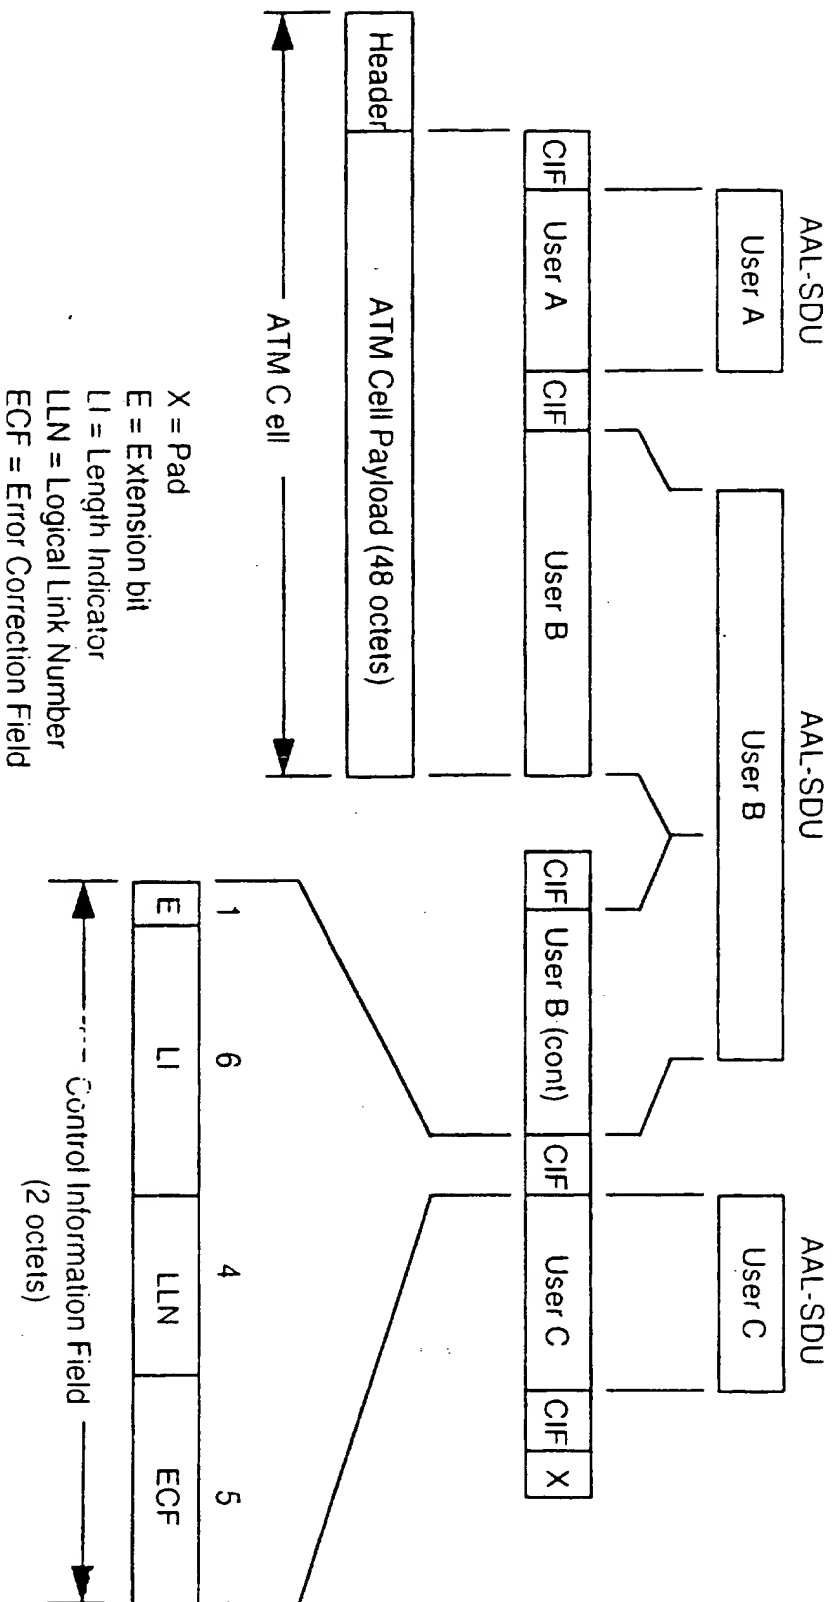 AAL-SDU
AAL-SDU
AAL-SDU
User A
User B
User C
CIF
User A
CIF
User B
CIF
User B (cont)
CIF
User C
CIF
X
Header
ATM Cell Payload (48 octets)
ATM C ell
1
6
4
5
E
LI
LLN
ECF
Control Information Field
(2 octets)
X = Pad
E = Extension bit
LI = Length Indicator
LLN = Logical Link Number
ECF = Error Correction Field